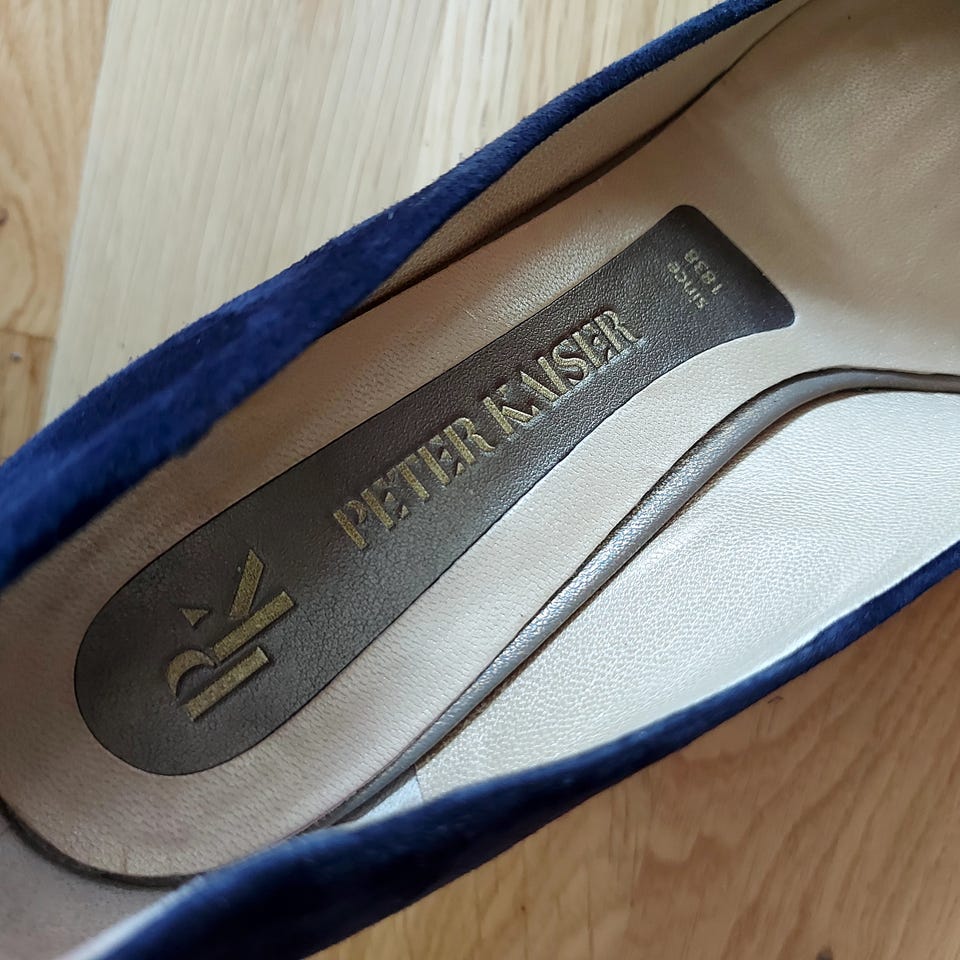 PK
PETER KAISER
since
1838